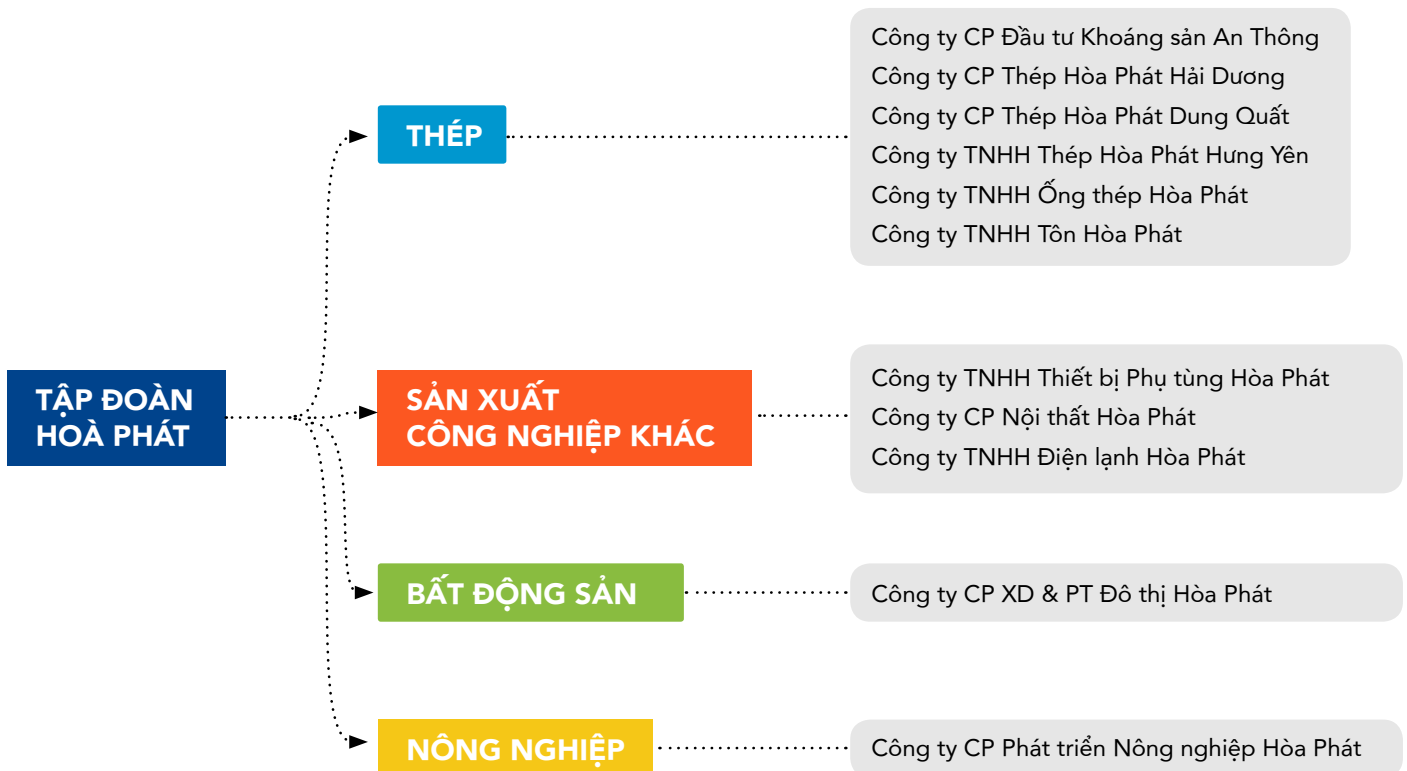 TẬP ĐOÀN
HOÀ PHÁT
THÉP
Công ty CP Đầu tư Khoáng sản An Thông
Công ty CP Thép Hòa Phát Hải Dương
Công ty CP Thép Hòa Phát Dung Quất
Công ty TNHH Thép Hòa Phát Hưng Yên
Công ty TNHH Ống thép Hòa Phát
Công ty TNHH Tôn Hòa Phát
SẢN XUẤT
CÔNG NGHIỆP KHÁC
Công ty TNHH Thiết bị Phụ tùng Hòa Phát
Công ty CP Nội thất Hòa Phát
Công ty TNHH Điện lạnh Hòa Phát
BẤT ĐỘNG SẢN
Công ty CP XD & PT Đô thị Hòa Phát
NÔNG NGHIỆP
Công ty CP Phát triển Nông nghiệp Hòa Phát